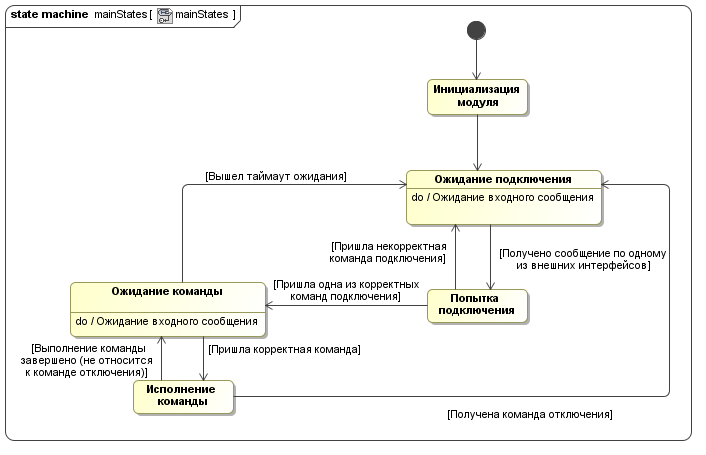 state machine mainStates [ mainStates ]
Инициализация
модуля
[Вышел таймаут ожидания]
Ожидание подключения
do / Ожидание входного сообщения
[Пришла некорректная
команда подключения]
[Получено сообщение по одному
из внешних интерфейсов]
Ожидание команды
do / Ожидание входного сообщения
[Пришла одна из корректных
команд подключения]
Попытка
подключения
[Выполнение команды
завершено (не относится
к команде отключения)]
[Пришла корректная команда]
Исполнение
команды
[Получена команда отключения]